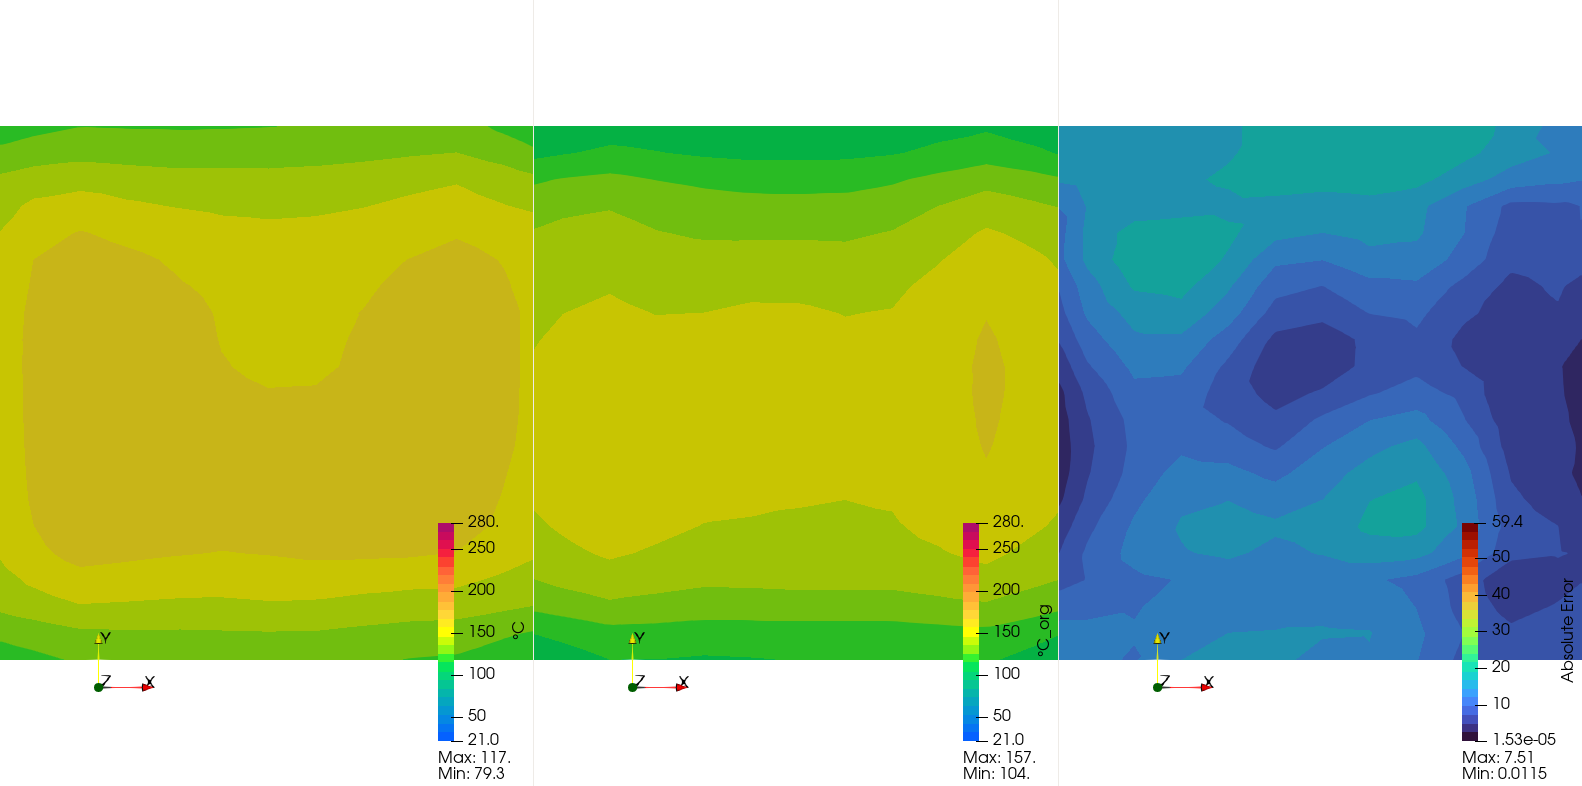 280.
250
200
150
100
50
21.0
°C
Max: 117.
Min: 79.3
Y
Z
X
280.
250
200
150
100
50
21.0
°C_org
Max: 157.
Min: 104.
Y
Z
X
59.4
50
40
30
20
10
1.53e-05
Absolute Error
Max: 7.51
Min: 0.0115
Y
Z
X